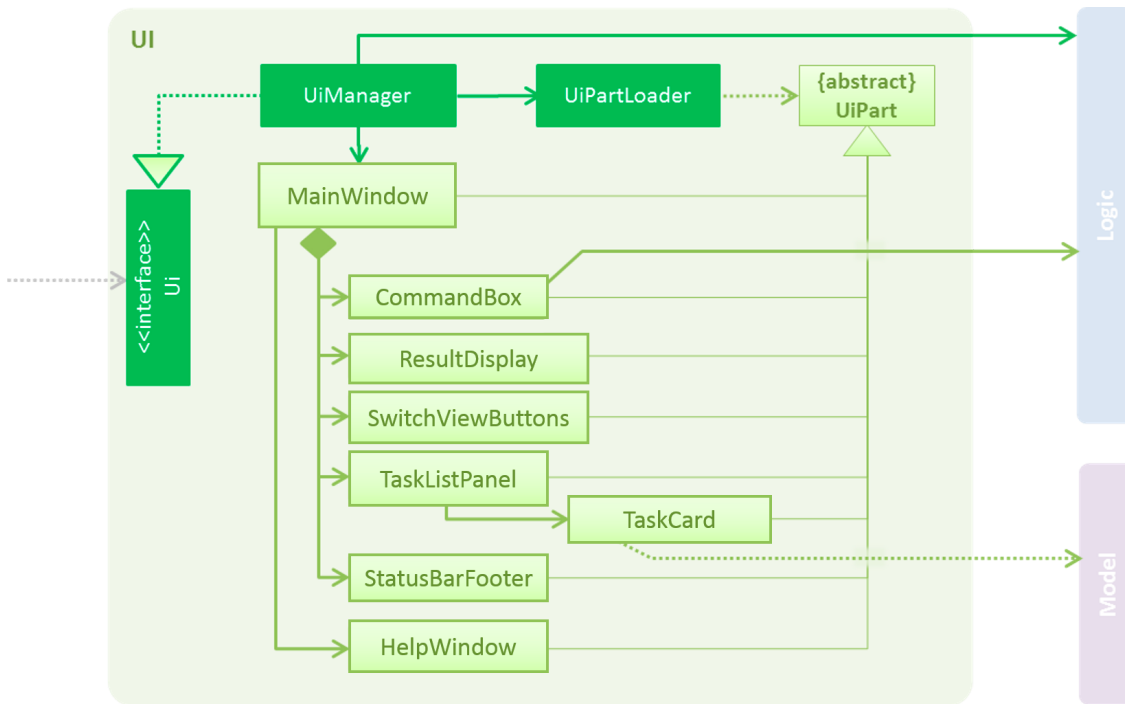 UI
UiManager
UiPartLoader
{abstract}
UiPart
MainWindow
<<interface>>
Ui
Logic
CommandBox
ResultDisplay
SwitchViewButtons
TaskListPanel
TaskCard
StatusBarFooter
Model
HelpWindow